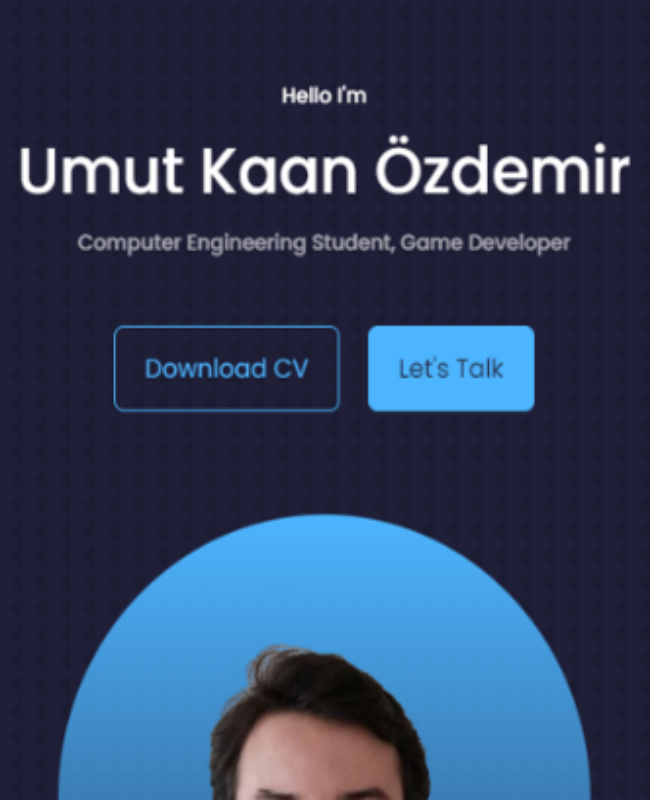 Hello I'm
Umut Kaan Özdemir
Computer Engineering Student, Game Developer
Download CV
Let's Talk